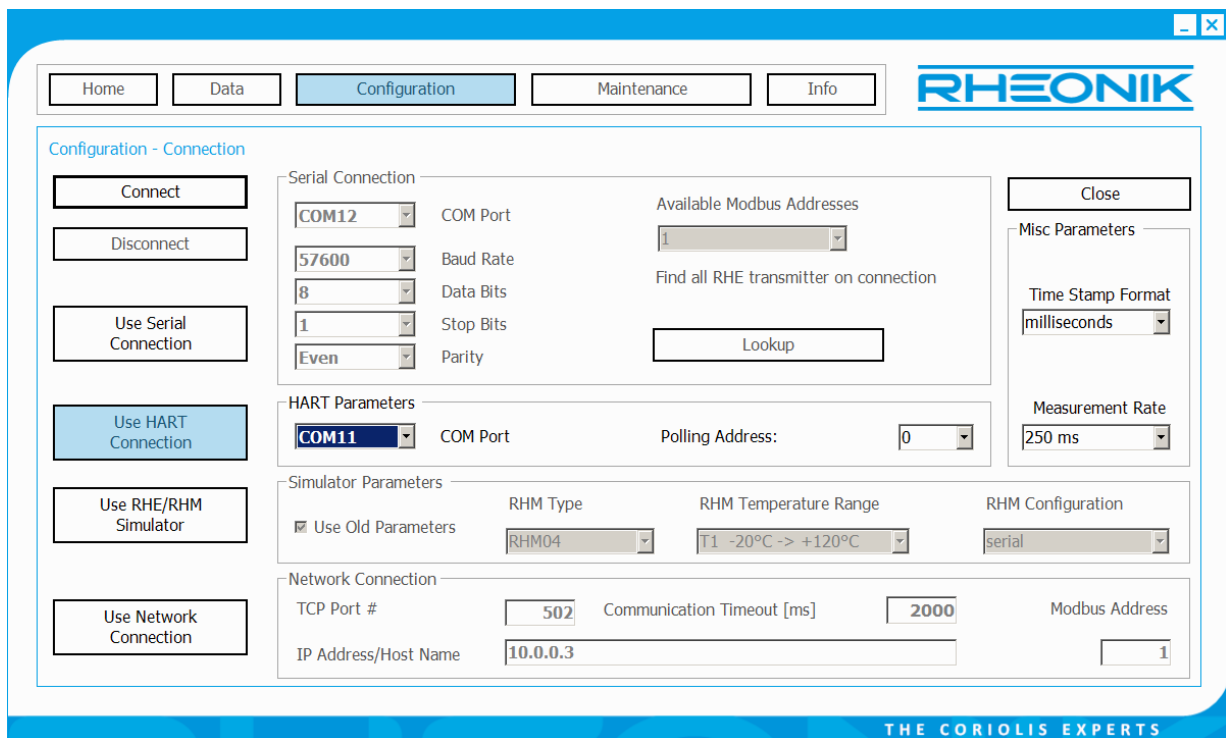 Home Data Configuration Maintenance Info
RHEONIK
Configuration - Connection
Connect
Disconnect
Use Serial
Connection
Use HART
Connection
Use RHE/RHM
Simulator
Use Network
Connection
Serial Connection
COM12 COM Port
57600 Baud Rate
8 Data Bits
1 Stop Bits
Even Parity
Available Modbus Addresses
1
Find all RHE transmitter on connection
Lookup
HART Parameters
COM11 COM Port Polling Address: 0
Simulator Parameters
Use Old Parameters
RHM Type
RHM04
RHM Temperature Range
T1 -20°C -> +120°C
RHM Configuration
serial
Network Connection
TCP Port # 502 Communication Timeout [ms] 2000 Modbus Address
IP Address/Host Name 10.0.0.3 1
Close
Misc Parameters
Time Stamp Format
milliseconds
Measurement Rate
250 ms
THE CORIOLIS EXPERTS